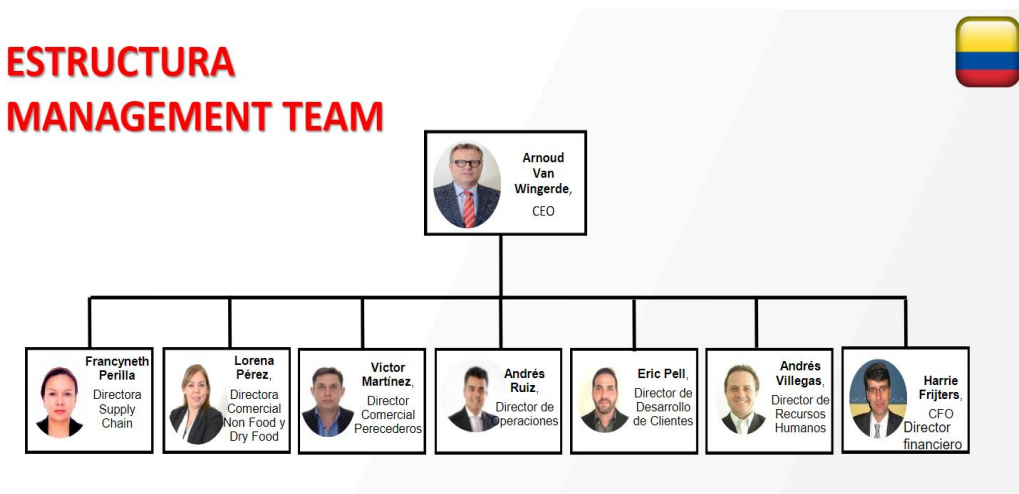 ESTRUCTURA
MANAGEMENT TEAM
Arnoud
Van
Wingerde,
CEO
Francyneth
Perilla
Directora
Supply
Chain
Lorena
Pérez,
Directora
Comercial
Non Food y
Dry Food
Victor
Martínez,
Director
Comercial
Perecederos
Andrés
Ruiz,
Director de
Operaciones
Eric Pell,
Director de
Desarrollo
de Clientes
Andrés
Villegas,
Director de
Recursos
Humanos
Harrie
Frijters,
CFO
Director
financiero